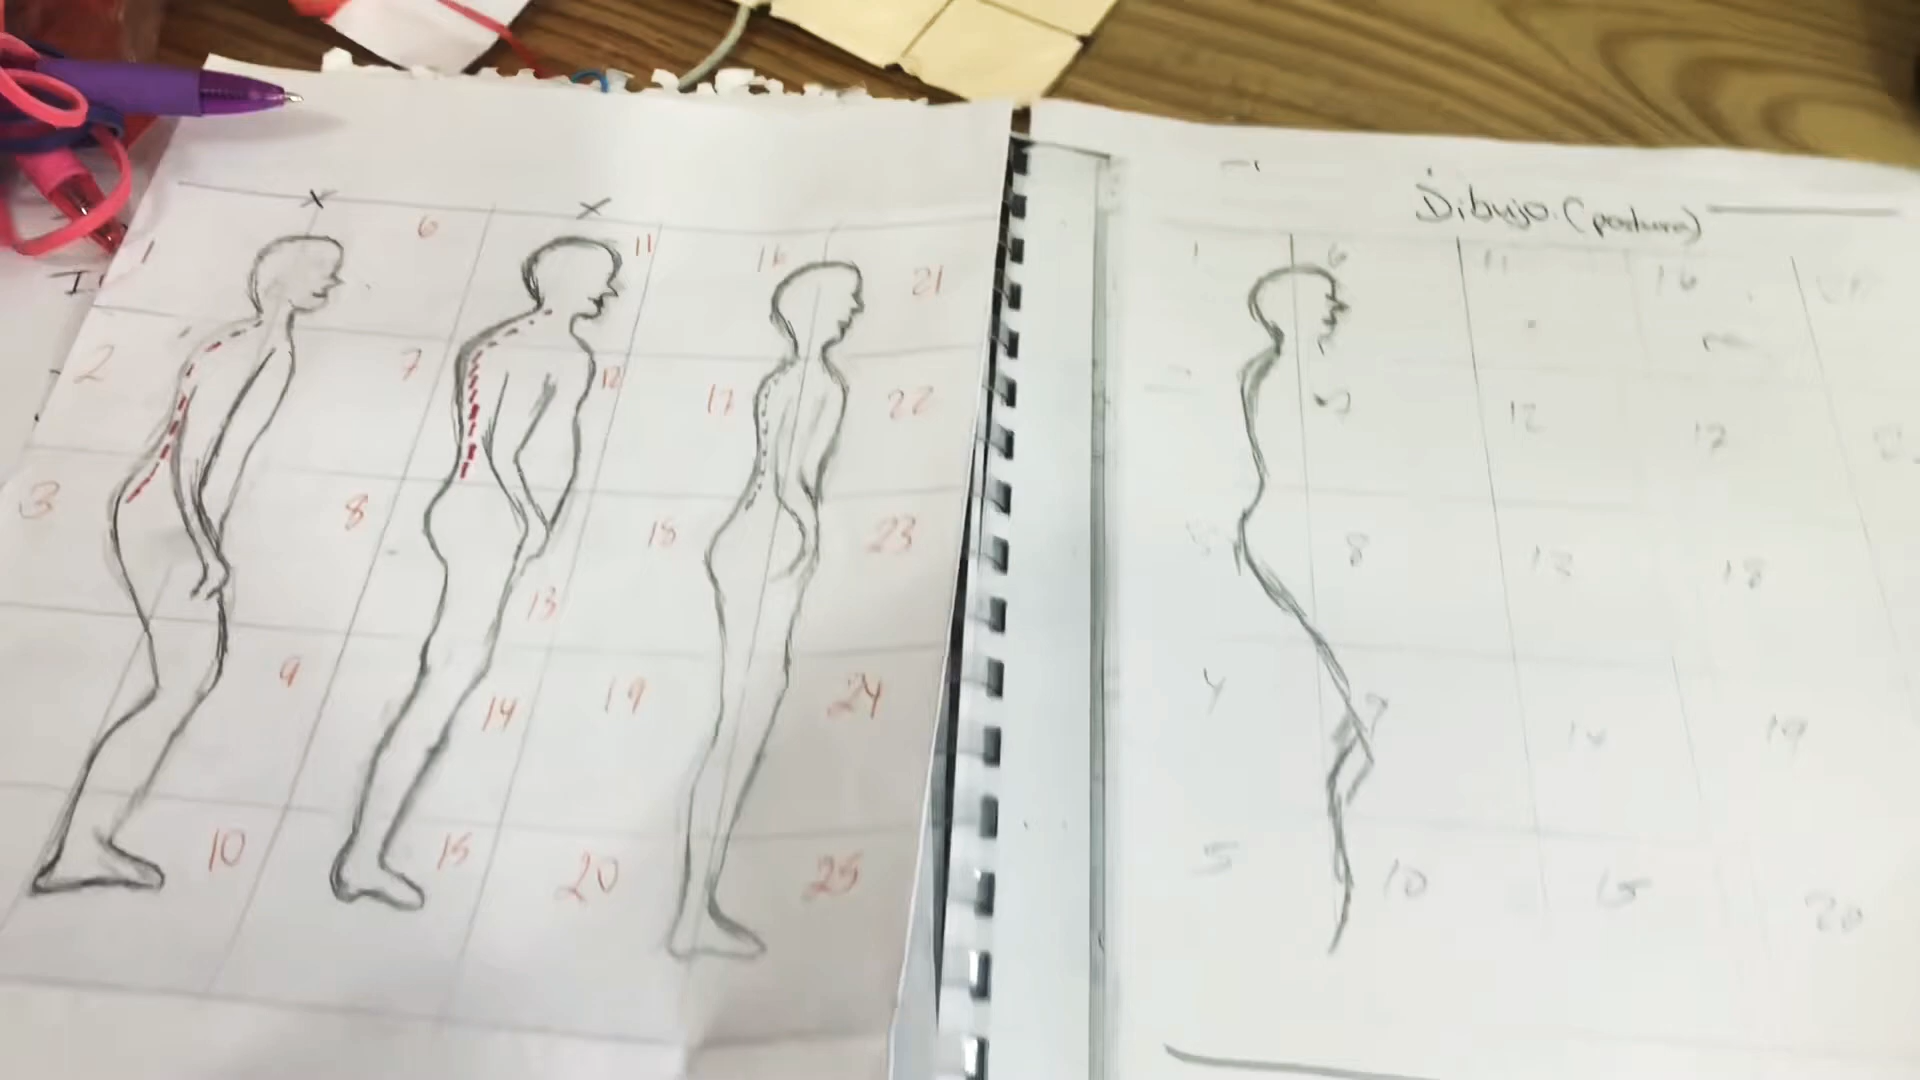 x x
1 6 11 16 21
2 7 12 17 22
3 8 13 18 23
9 14 19 24
10 15 20 25
Dibujo. (postura)
1 6 11 16
12 17
8 13 18
4 9 14 19
5 10 15 20